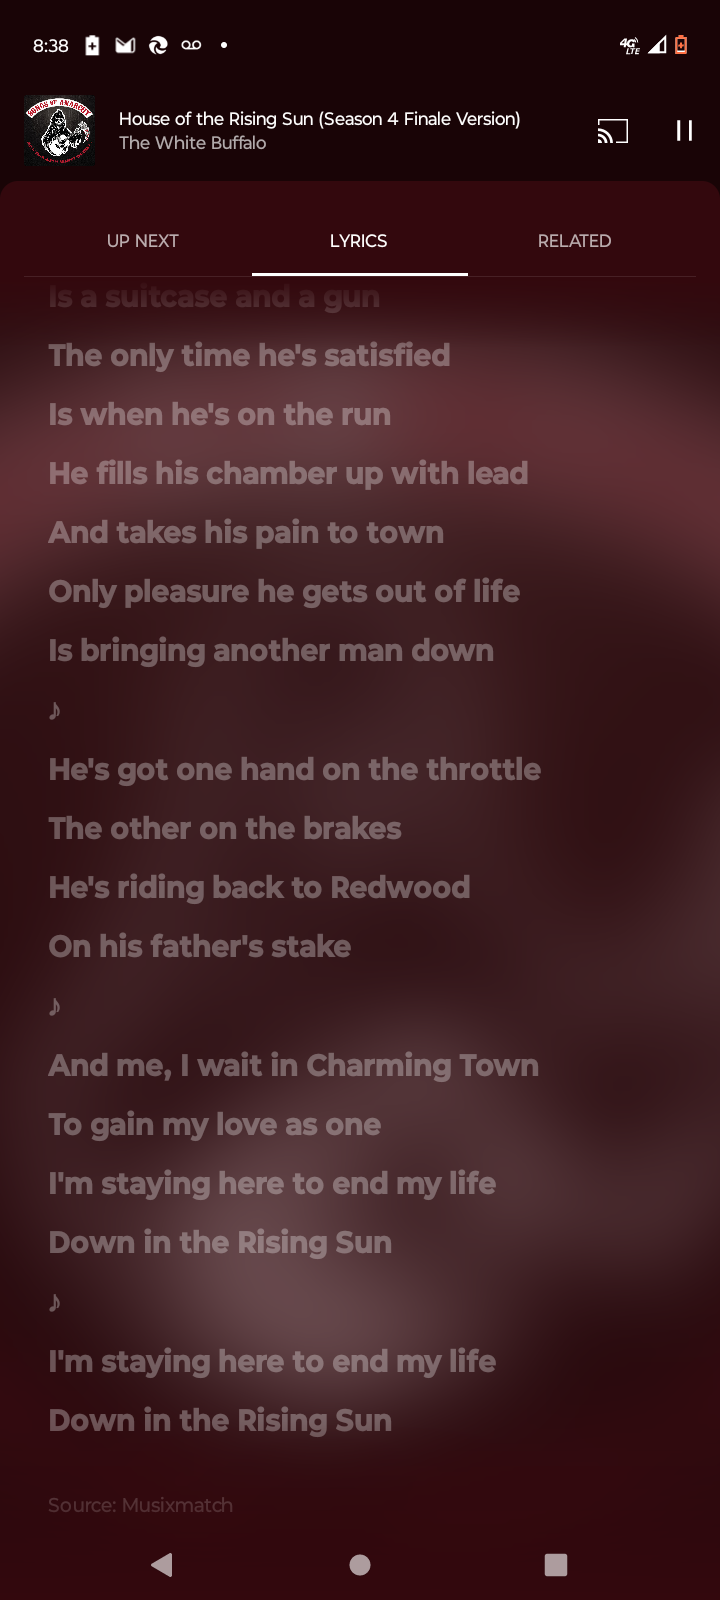 8:38
4G
LTE
SONGS OF ANARCHY
House of the Rising Sun (Season 4 Finale Version)
The White Buffalo
UP NEXT
LYRICS
RELATED
Is a suitcase and a gun
The only time he's satisfied
Is when he's on the run
He fills his chamber up with lead
And takes his pain to town
Only pleasure he gets out of life
Is bringing another man down
♪
He's got one hand on the throttle
The other on the brakes
He's riding back to Redwood
On his father's stake
♪
And me, I wait in Charming Town
To gain my love as one
I'm staying here to end my life
Down in the Rising Sun
♪
I'm staying here to end my life
Down in the Rising Sun
Source: Musixmatch